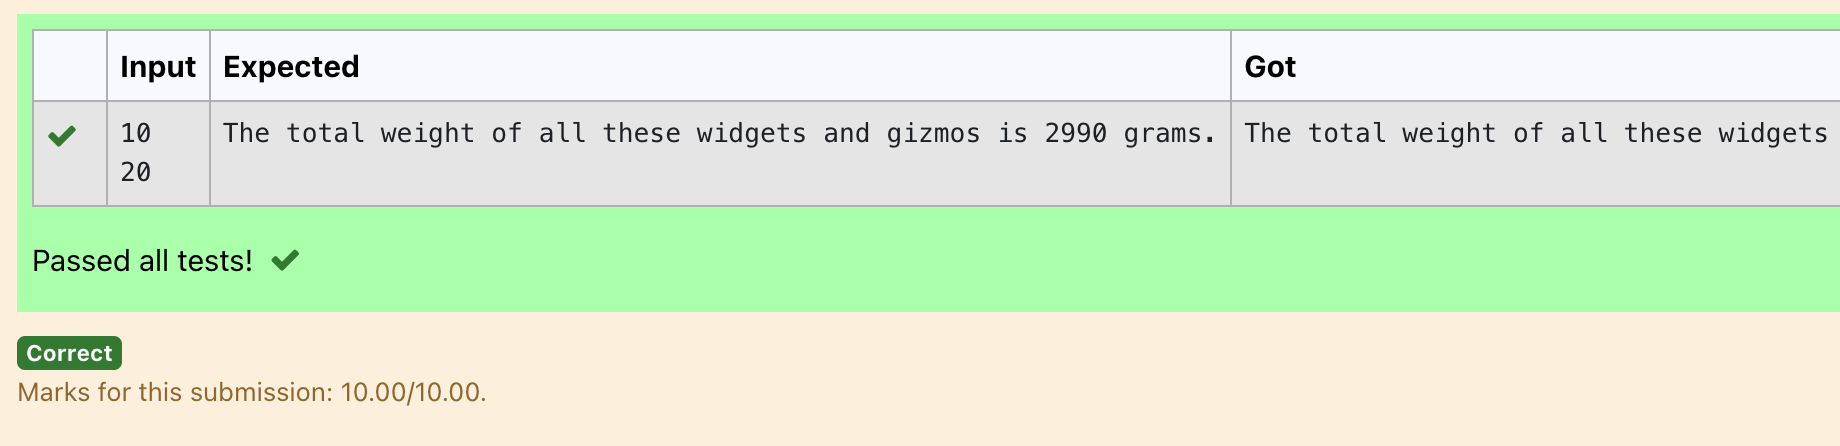 Input Expected Got
10 The total weight of all these widgets and gizmos is 2990 grams. The total weight of all these widgets
20
Passed all tests!
Correct
Marks for this submission: 10.00/10.00.